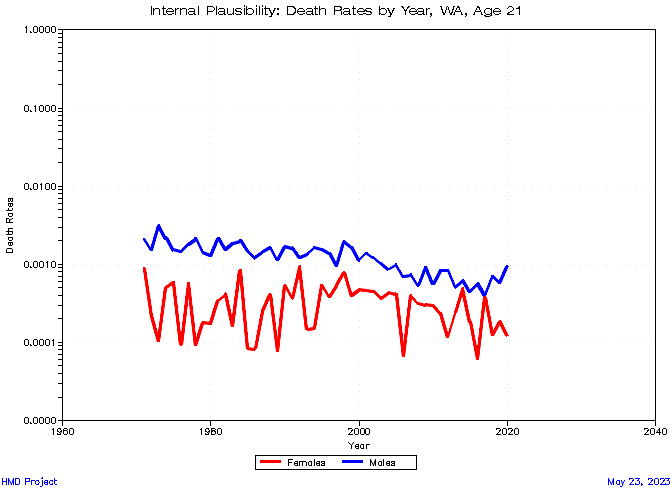 Internal Plausibility: Death Rates by Year, WA, Age 21
1.0000
0.1000
0.0100
0.0010
0.0001
0.0000
Death Rates
1960
1980
2000
2020
2040
Year
Females
Males
HMD Project
May 23, 2023